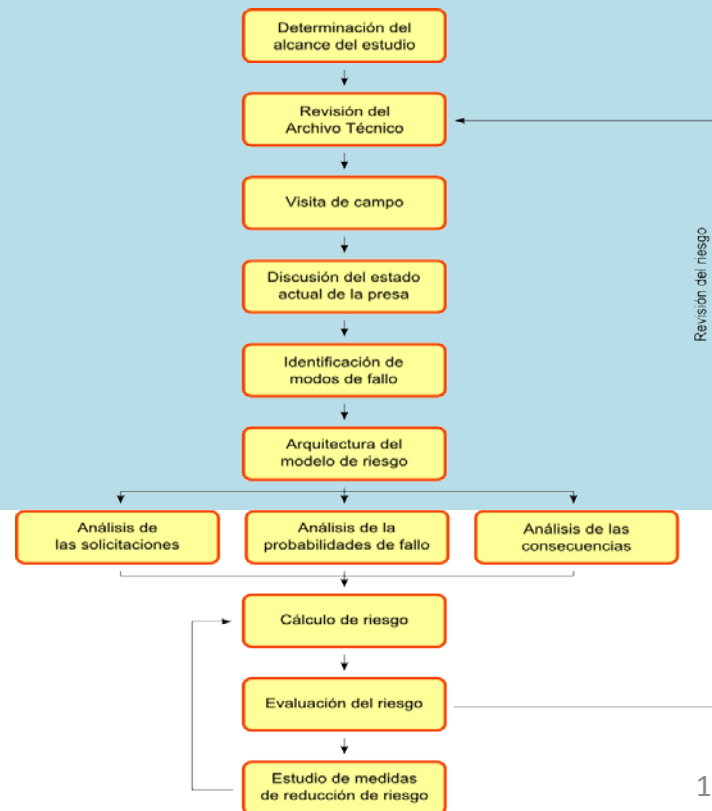 Determinación del
alcance del estudio
Revisión del
Archivo Técnico
Visita de campo
Discusión del estado
actual de la presa
Identificación de
modos de fallo
Arquitectura del
modelo de riesgo
Revisión del riesgo
Análisis de
las solicitaciones
Análisis de la
probabilidades de fallo
Análisis de las
consecuencias
Cálculo de riesgo
Evaluación del riesgo
Estudio de medidas
de reducción de riesgo
1